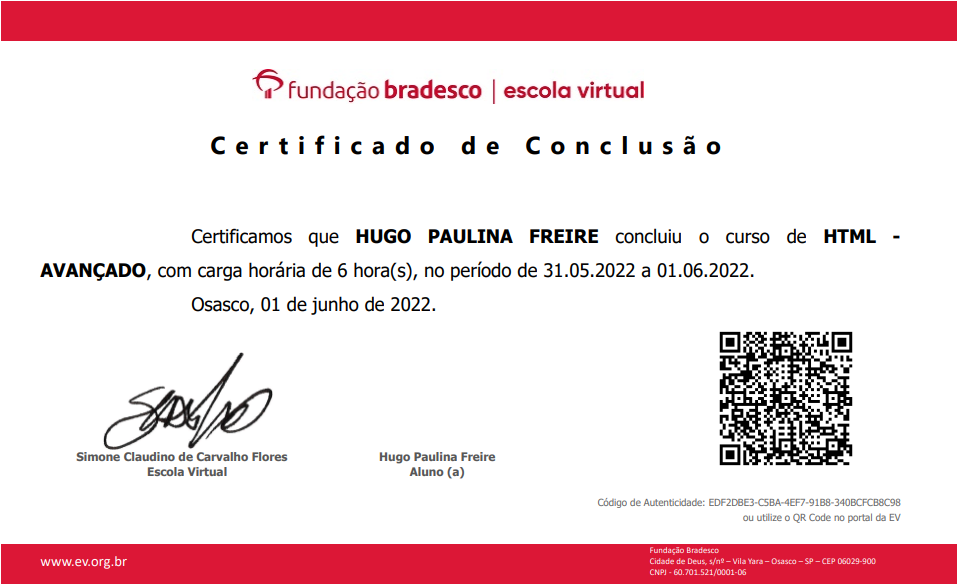 fundação bradesco | escola virtual
Certificado de Conclusão
Certificamos que HUGO PAULINA FREIRE concluiu o curso de HTML -
AVANÇADO, com carga horária de 6 hora(s), no período de 31.05.2022 a 01.06.2022.
Osasco, 01 de junho de 2022.
Simone Claudino de Carvalho Flores
Escola Virtual
Hugo Paulina Freire
Aluno (a)
Código de Autenticidade: EDF2DBE3-C5BA-4EF7-91B8-340BCFCB8C98
ou utilize o QR Code no portal da EV
www.ev.org.br
Fundação Bradesco
Cidade de Deus, s/nº – Vila Yara – Osasco – SP – CEP 06029-900
CNPJ - 60.701.521/0001-06